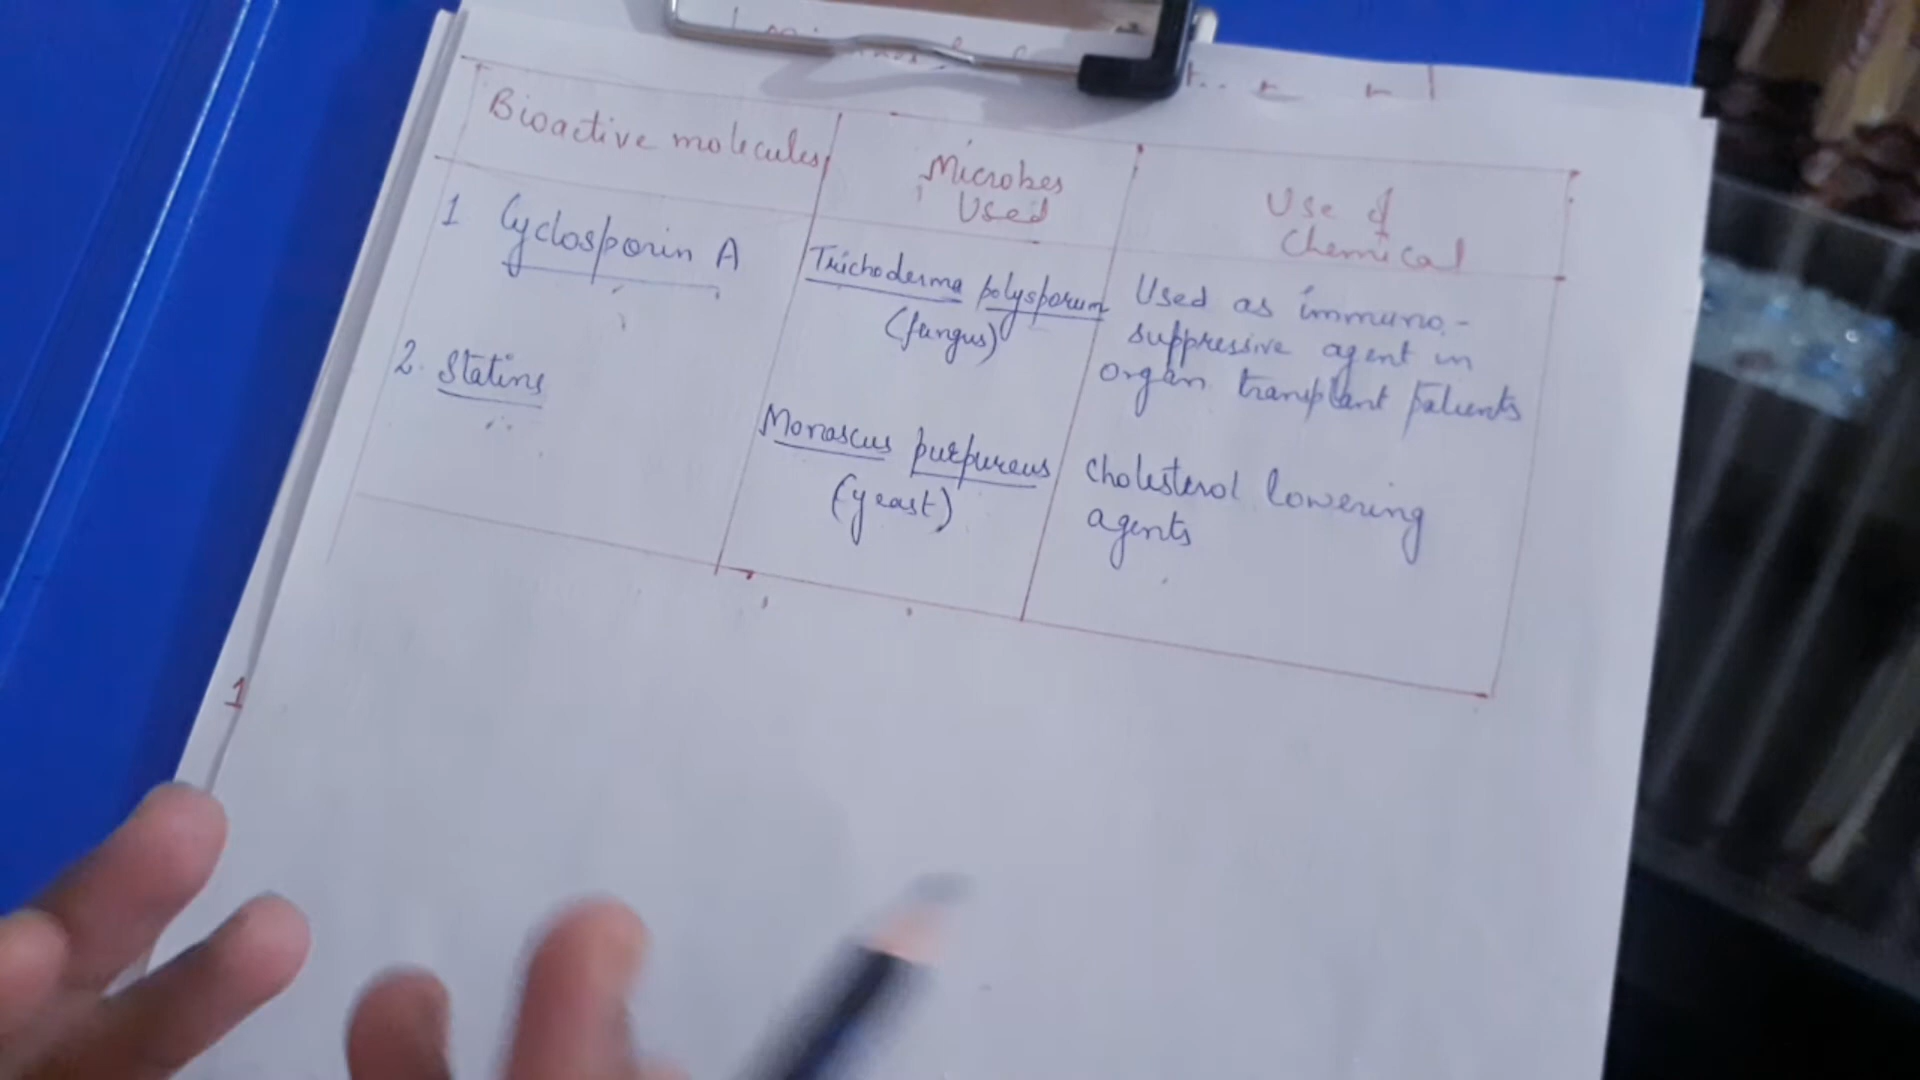 Bioactive molecules
Microbes
Used
Use of
Chemical
1 Cyclosporin A
Trichoderma polysporum
(fungus)
Used as immuno-
suppressive agent in
organ transplant patients
2. Statins
Monascus purpureus
(yeast)
Cholesterol lowering
agents
1